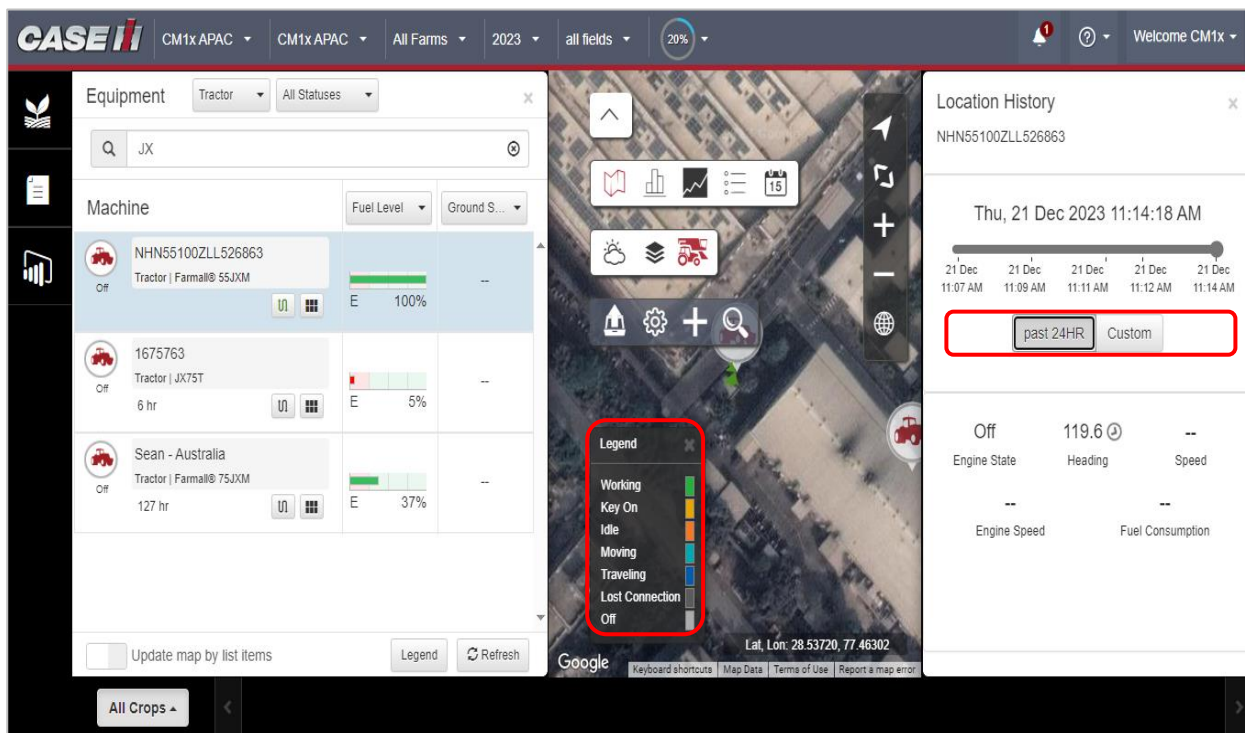 CASE IH CM1x APAC CM1x APAC All Farms 2023 all fields 20% 1 Welcome CM1x
Equipment Tractor All Statuses
JX
Machine Fuel Level Ground S...
NHN55100ZLL526863
Tractor | Farmall® 55JXM
Off
E 100% --
1675763
Tractor | JX75T
Off
6 hr
E 5% --
Sean - Australia
Tractor | Farmall® 75JXM
Off
127 hr
E 37% --
Update map by list items Legend Refresh
15
Legend
Working
Key On
Idle
Moving
Traveling
Lost Connection
Off
Lat, Lon: 28.53720, 77.46302
Google Keyboard shortcuts Map Data Terms of Use Report a map error
Location History
NHN55100ZLL526863
Thu, 21 Dec 2023 11:14:18 AM
21 Dec 21 Dec 21 Dec 21 Dec 21 Dec
11:07 AM 11:09 AM 11:11 AM 11:12 AM 11:14 AM
past 24HR Custom
Off 119.6 --
Engine State Heading Speed
-- --
Engine Speed Fuel Consumption
All Crops